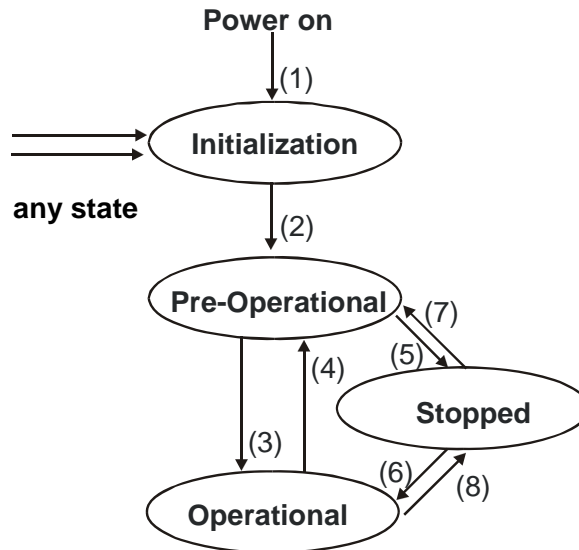 Power on
(1)
Initialization
any state
(2)
Pre-Operational
(7)
(5)
(4)
Stopped
(3)
(6)
(8)
Operational